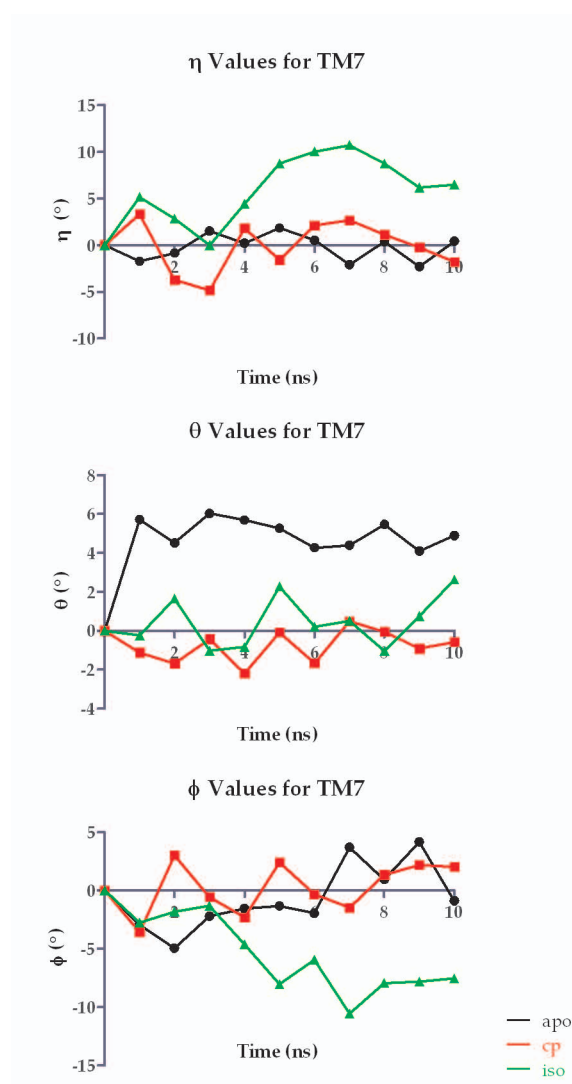 η Values for TM7
15
10
5
0
-5
-10
η (°)
2 4 6 8 10
Time (ns)
θ Values for TM7
8
6
4
2
0
-2
-4
θ (°)
2 4 6 8 10
Time (ns)
ϕ Values for TM7
5
0
-5
-10
-15
ϕ (°)
2 4 6 8 10
Time (ns)
apo
cp
iso